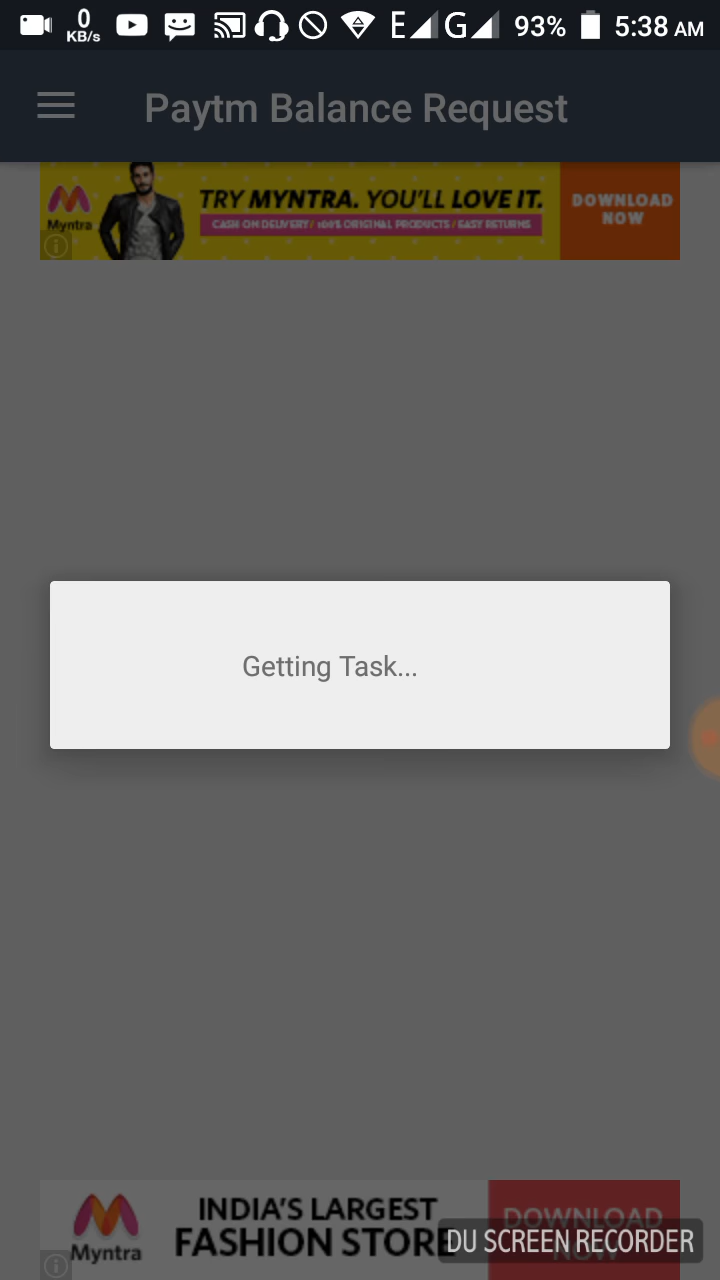 0
KB/s
E G 93% 5:38 AM
Paytm Balance Request
Myntra
TRY MYNTRA. YOU'LL LOVE IT.
CASH ON DELIVERY / 100% ORIGINAL PRODUCTS / EASY RETURNS
DOWNLOAD
NOW
Getting Task...
Myntra
INDIA'S LARGEST
FASHION STORE
DOWNLOAD
NOW
DU SCREEN RECORDER